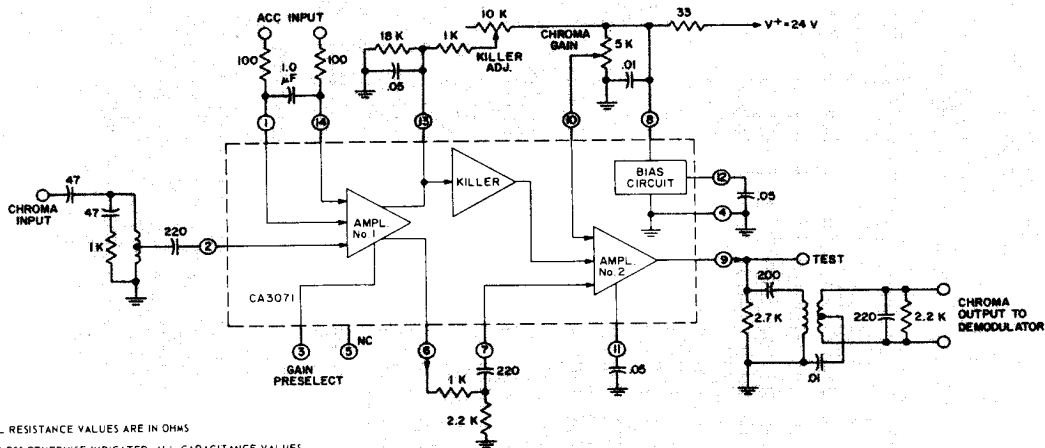 ACC INPUT
100
100
1.0
µF
18 K
.05
1 K
10 K
KILLER
ADJ.
CHROMA
GAIN
5 K
.01
33
V+ = 24 V
1
14
13
10
8
47
CHROMA
INPUT
47
1 K
220
2
AMPL.
No. 1
KILLER
BIAS
CIRCUIT
12
.05
4
AMPL.
No. 2
9
TEST
CA3071
200
2.7 K
.01
220
2.2 K
CHROMA
OUTPUT TO
DEMODULATOR
3
GAIN
PRESELECT
5
NC
6
1 K
2.2 K
7
220
11
.05
L RESISTANCE VALUES ARE IN OHMS